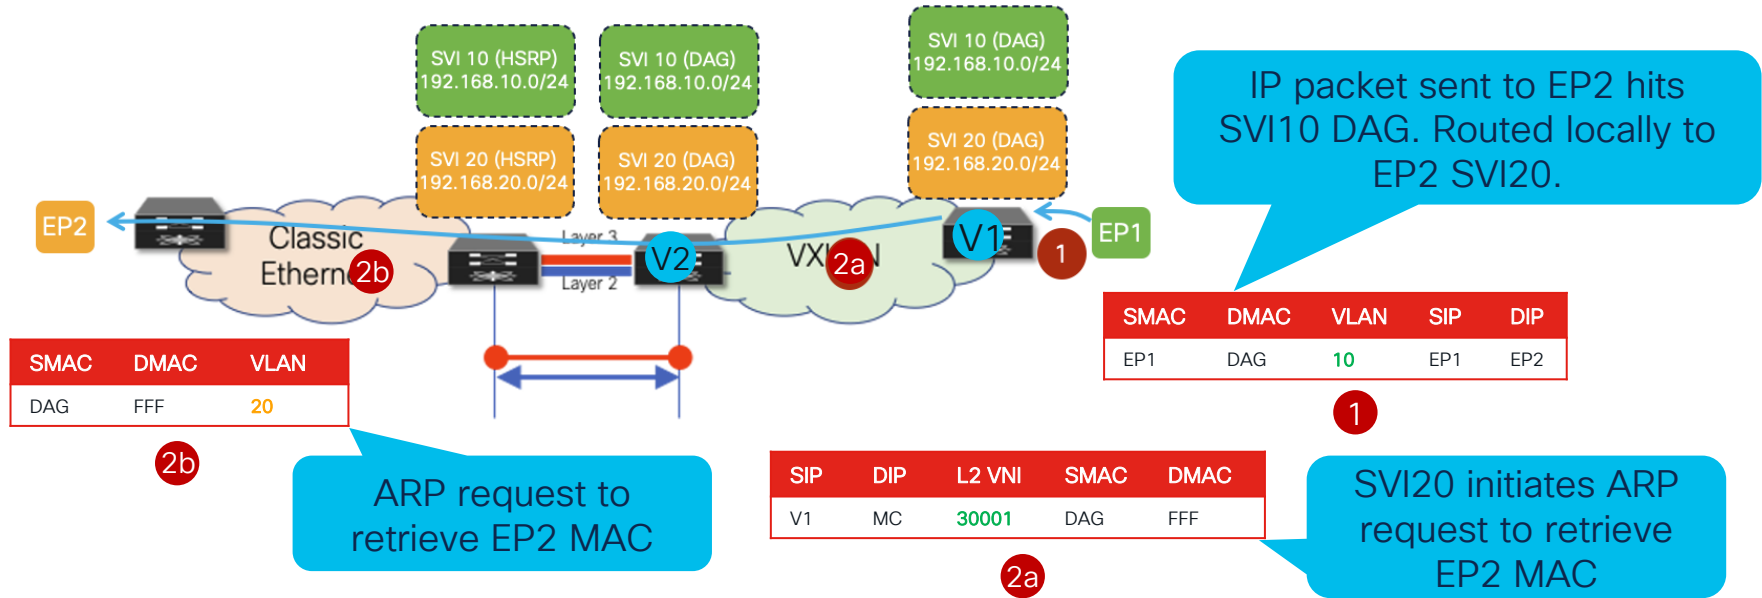 SVI 10 (HSRP)
192.168.10.0/24
SVI 10 (DAG)
192.168.10.0/24
SVI 10 (DAG)
192.168.10.0/24
SVI 20 (HSRP)
192.168.20.0/24
SVI 20 (DAG)
192.168.20.0/24
SVI 20 (DAG)
192.168.20.0/24
IP packet sent to EP2 hits
SVI10 DAG. Routed locally to
EP2 SVI20.
EP2
Classic
2b
Layer 3
Layer 2
V2
2a
V1
1
EP1
SMAC DMAC VLAN SIP DIP
EP1 DAG 10 EP1 EP2
1
SMAC DMAC VLAN
DAG FFF 20
2b
ARP request to
retrieve EP2 MAC
SIP DIP L2 VNI SMAC DMAC
V1 MC 30001 DAG FFF
2a
SVI20 initiates ARP
request to retrieve
EP2 MAC